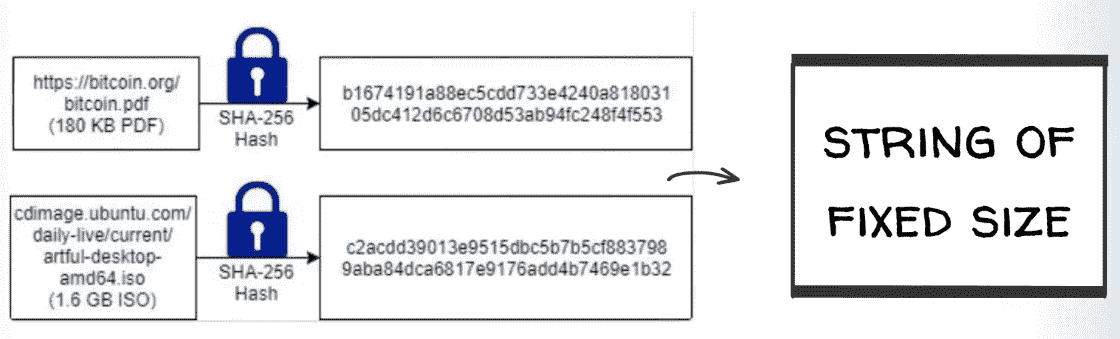 https://bitcoin.org/
bitcoin.pdf
(180 KB PDF)
SHA-256
Hash
b1674191a88ec5cdd733e4240a818031
05dc412d6c6708d53ab94fc248f4f553
cdimage.ubuntu.com/
daily-live/current/
artful-desktop-
amd64.iso
(1.6 GB ISO)
SHA-256
Hash
c2acdd39013e9515dbc5b7b5cf883798
9aba84dca6817e9176add4b7469e1b32
STRING OF
FIXED SIZE